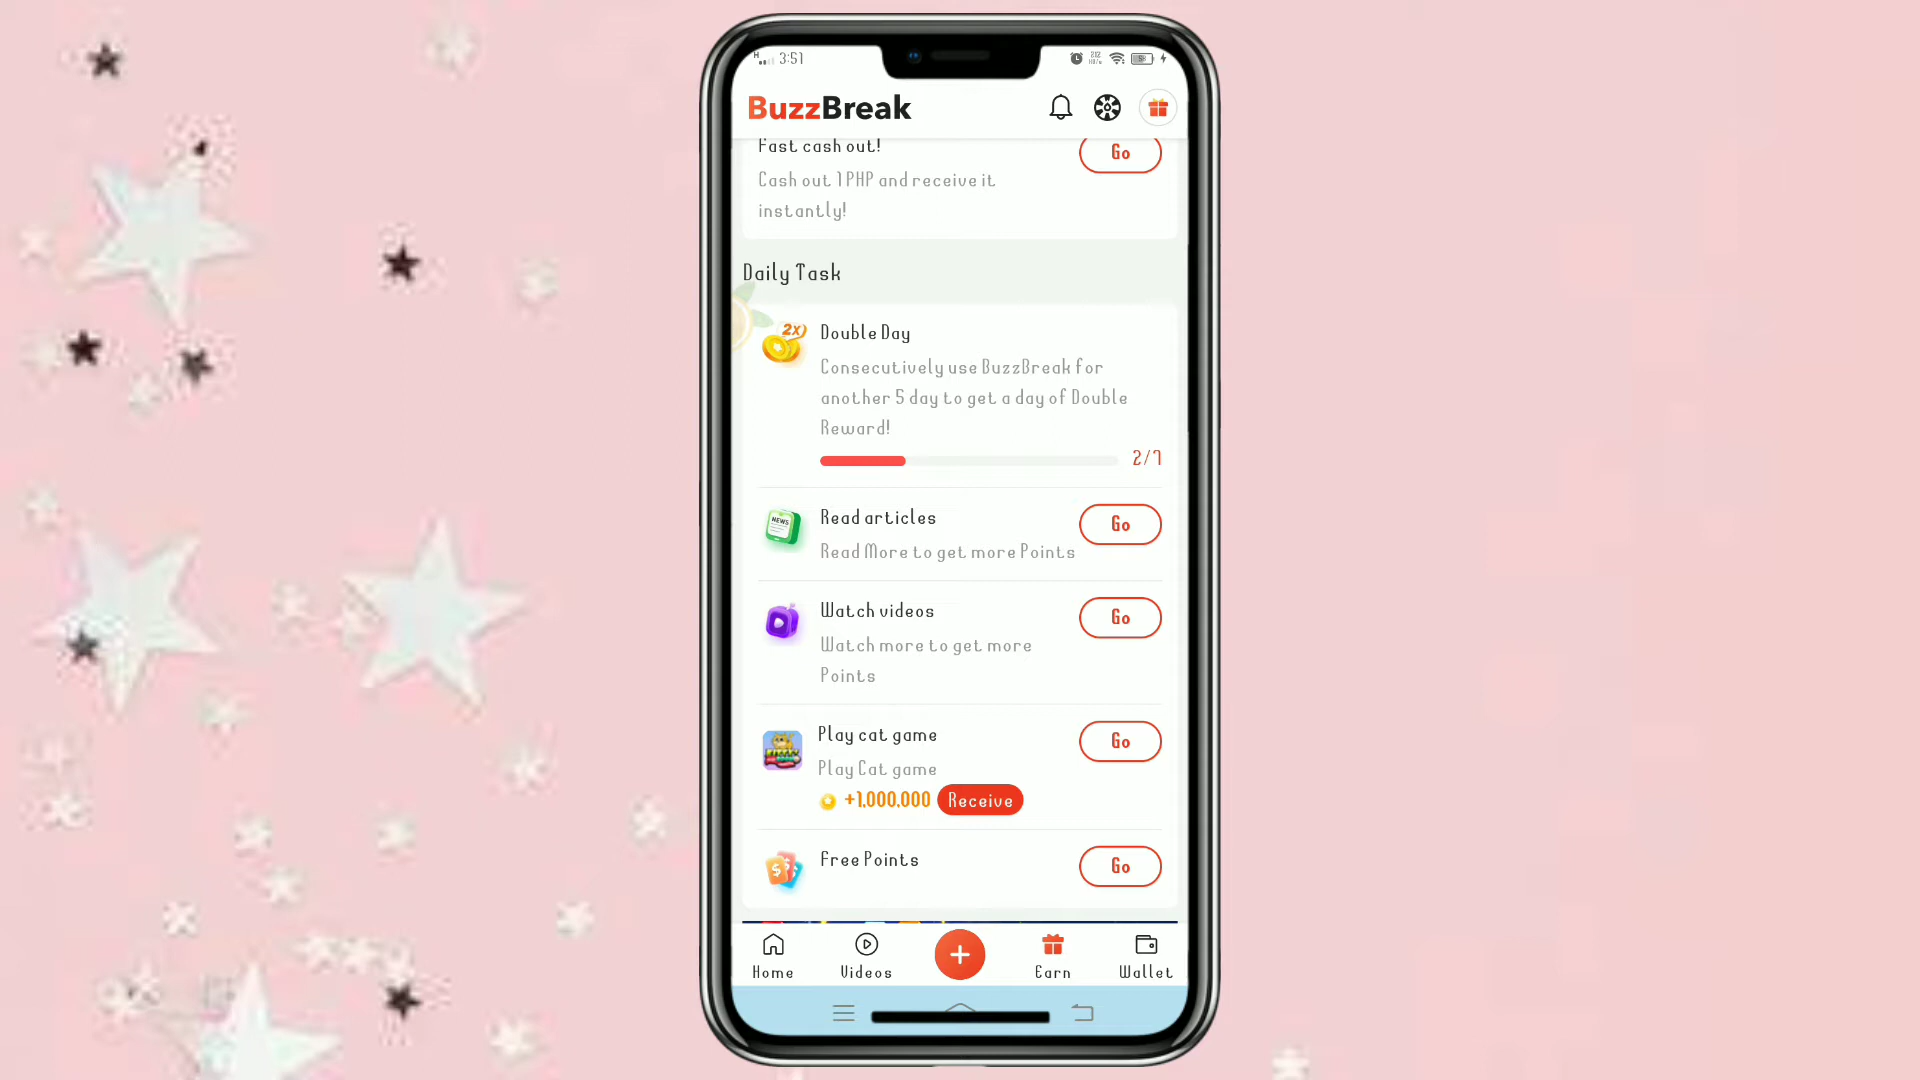 3:51
BuzzBreak
Fast cash out!
Go
Cash out 1 PHP and receive it
instantly!
Daily Task
2X
Double Day
Consecutively use BuzzBreak for
another 5 day to get a day of Double
Reward!
2/7
NEWS
Read articles
Go
Read More to get more Points
Watch videos
Go
Watch more to get more
Points
Play cat game
Go
Play Cat game
+1,000,000 Receive
Free Points
Go
Home
Videos
Earn
Wallet